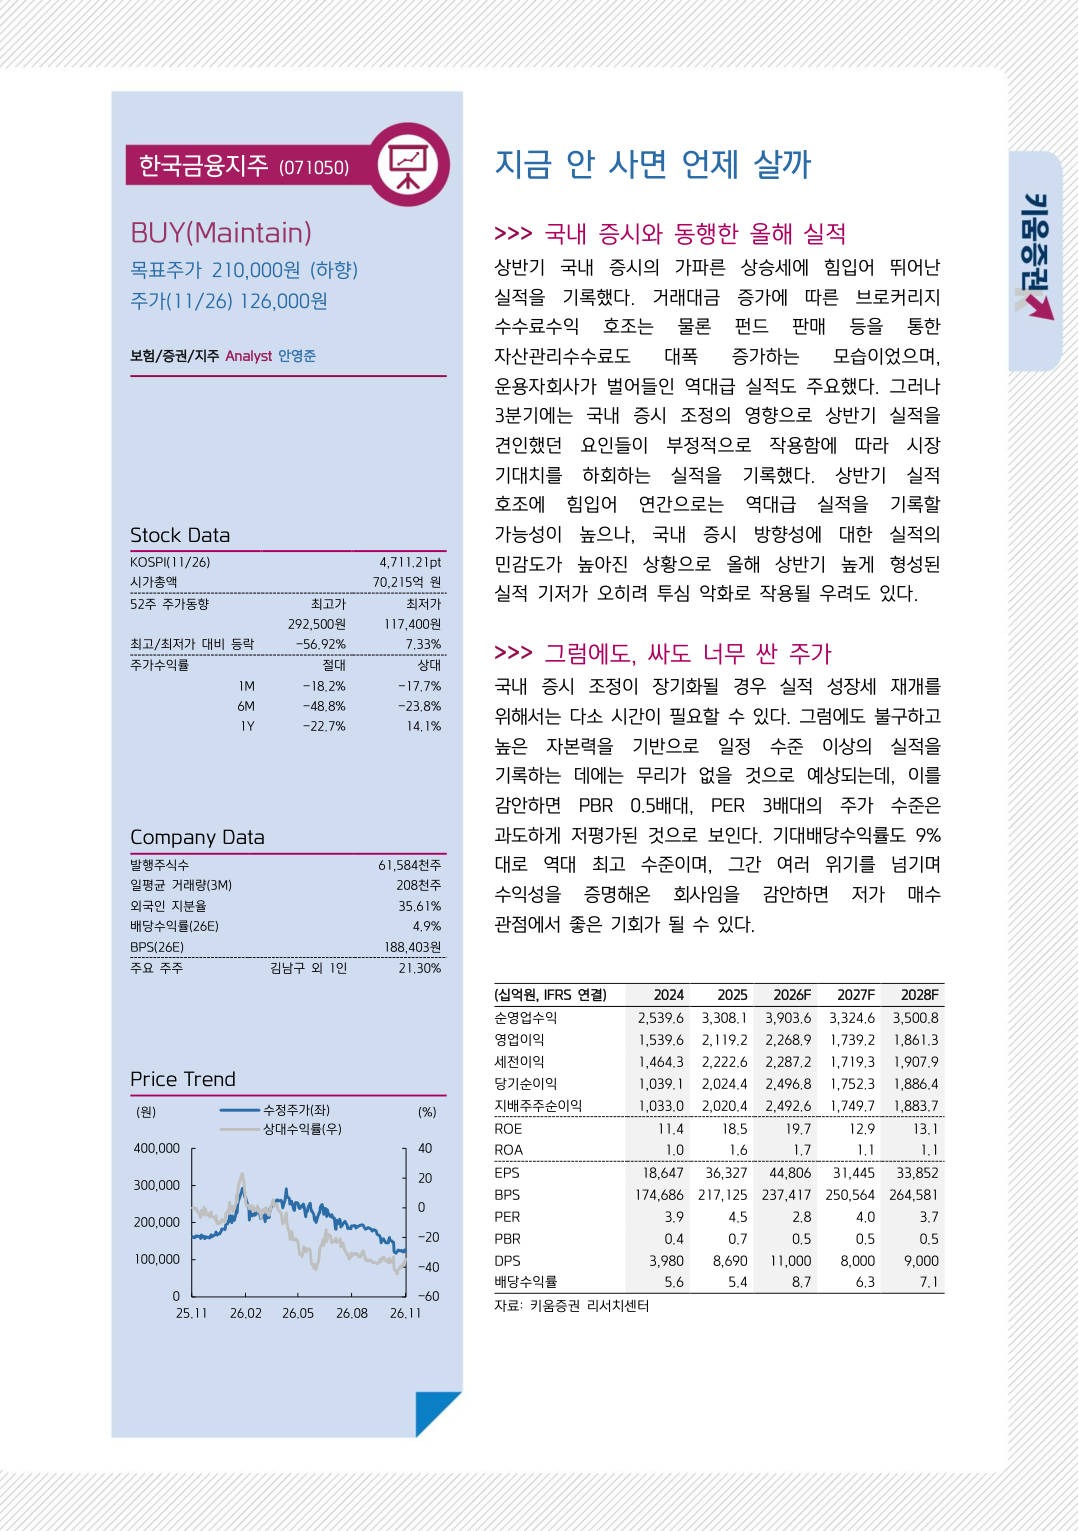 한국금융지주 (071050)
BUY(Maintain)
목표주가 210,000원 (하향)
주가(11/26) 126,000원
보험/증권/지주 Analyst 안영준
Stock Data
KOSPI(11/26) 4,711.21pt
시가총액 70,215억 원
52주 주가동향 최고가 최저가
292,500원 117,400원
최고/최저가 대비 등락 -56.92% 7.33%
주가수익률 절대 상대
1M -18.2% -17.7%
6M -48.8% -23.8%
1Y -22.7% 14.1%
Company Data
발행주식수 61,584천주
일평균 거래량(3M) 208천주
외국인 지분율 35.61%
배당수익률(26E) 4.9%
BPS(26E) 188,403원
주요 주주 김남구 외 1인 21.30%
Price Trend
(원) 수정주가(좌) (%)
상대수익률(우)
400,000 40
300,000 20
200,000 0
100,000 -20
0 -40
-60
25.11 26.02 26.05 26.08 26.11
지금 안 사면 언제 살까
>>> 국내 증시와 동행한 올해 실적
상반기 국내 증시의 가파른 상승세에 힘입어 뛰어난
실적을 기록했다. 거래대금 증가에 따른 브로커리지
수수료수익 호조는 물론 펀드 판매 등을 통한
자산관리수수료도 대폭 증가하는 모습이었으며,
운용자회사가 벌어들인 역대급 실적도 주요했다. 그러나
3분기에는 국내 증시 조정의 영향으로 상반기 실적을
견인했던 요인들이 부정적으로 작용함에 따라 시장
기대치를 하회하는 실적을 기록했다. 상반기 실적
호조에 힘입어 연간으로는 역대급 실적을 기록할
가능성이 높으나, 국내 증시 방향성에 대한 실적의
민감도가 높아진 상황으로 올해 상반기 높게 형성된
실적 기저가 오히려 투심 악화로 작용될 우려도 있다.
>>> 그럼에도, 싸도 너무 싼 주가
국내 증시 조정이 장기화될 경우 실적 성장세 재개를
위해서는 다소 시간이 필요할 수 있다. 그럼에도 불구하고
높은 자본력을 기반으로 일정 수준 이상의 실적을
기록하는 데에는 무리가 없을 것으로 예상되는데, 이를
감안하면 PBR 0.5배대, PER 3배대의 주가 수준은
과도하게 저평가된 것으로 보인다. 기대배당수익률도 9%
대로 역대 최고 수준이며, 그간 여러 위기를 넘기며
수익성을 증명해온 회사임을 감안하면 저가 매수
관점에서 좋은 기회가 될 수 있다.
(십억원, IFRS 연결) 2024 2025 2026F 2027F 2028F
순영업수익 2,539.6 3,308.1 3,903.6 3,324.6 3,500.8
영업이익 1,539.6 2,119.2 2,268.9 1,739.2 1,861.3
세전이익 1,464.3 2,222.6 2,287.2 1,719.3 1,907.9
당기순이익 1,039.1 2,024.4 2,496.8 1,752.3 1,886.4
지배주주순이익 1,033.0 2,020.4 2,492.6 1,749.7 1,883.7
ROE 11.4 18.5 19.7 12.9 13.1
ROA 1.0 1.6 1.7 1.1 1.1
EPS 18,647 36,327 44,806 31,445 33,852
BPS 174,686 217,125 237,417 250,564 264,581
PER 3.9 4.5 2.8 4.0 3.7
PBR 0.4 0.7 0.5 0.5 0.5
DPS 3,980 8,690 11,000 8,000 9,000
배당수익률 5.6 5.4 8.7 6.3 7.1
자료: 키움증권 리서치센터
키움증권